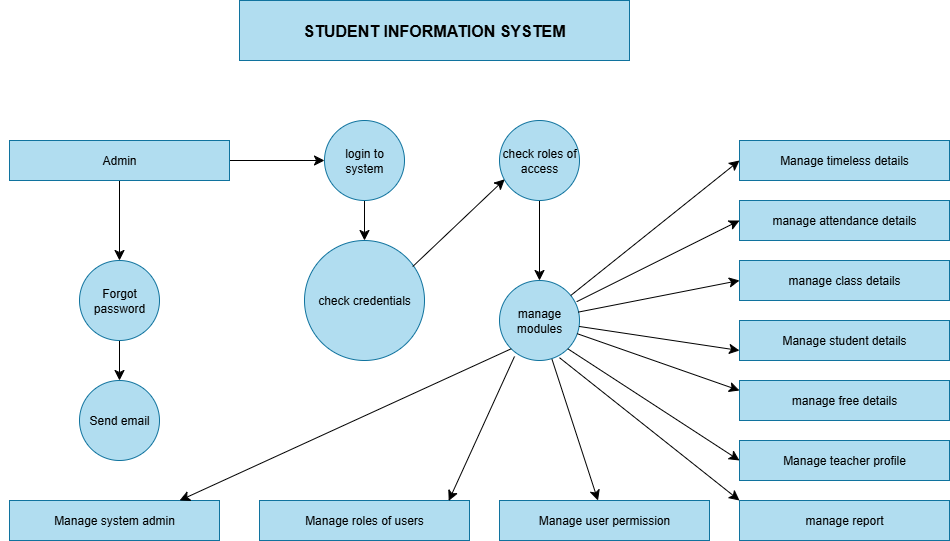 STUDENT INFORMATION SYSTEM
Admin
login to
system
check roles of
access
Manage timeless details
manage attendance details
manage class details
Forgot
password
check credentials
manage
modules
Manage student details
manage free details
Send email
Manage teacher profile
Manage system admin
Manage roles of users
Manage user permission
manage report